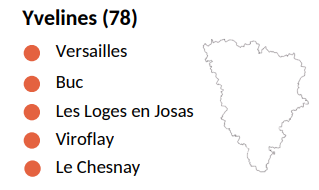 Yvelines (78)
Versailles
Buc
Les Loges en Josas
Viroflay
Le Chesnay